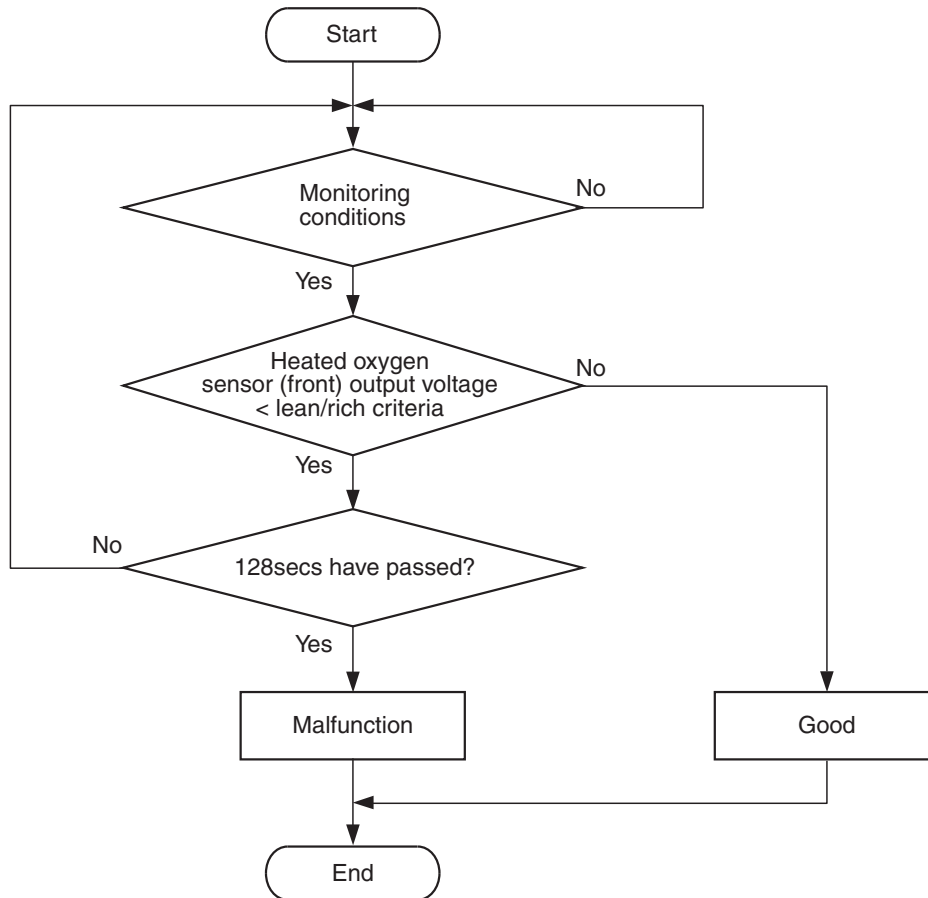 Start
Monitoring
conditions
No
Yes
Heated oxygen
sensor (front) output voltage
< lean/rich criteria
No
Yes
128secs have passed?
No
Yes
Malfunction
Good
End